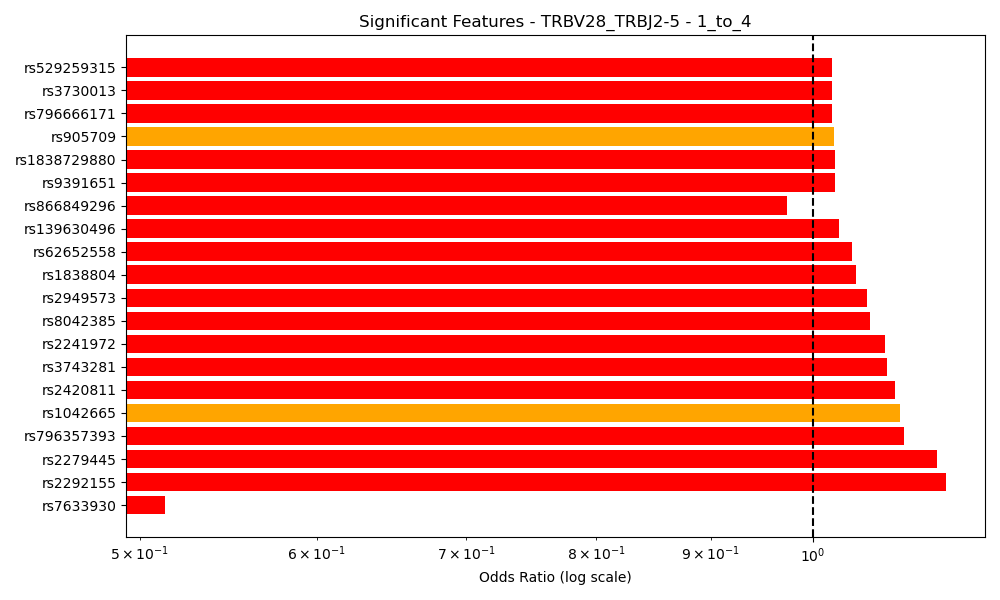 Significant Features - TRBV28_TRBJ2-5 - 1_to_4
rs529259315
rs3730013
rs796666171
rs905709
rs1838729880
rs9391651
rs866849296
rs139630496
rs62652558
rs1838804
rs2949573
rs8042385
rs2241972
rs3743281
rs2420811
rs1042665
rs796357393
rs2279445
rs2292155
rs7633930
5 × 10⁻¹ 6 × 10⁻¹ 7 × 10⁻¹ 8 × 10⁻¹ 9 × 10⁻¹ 10⁰
Odds Ratio (log scale)